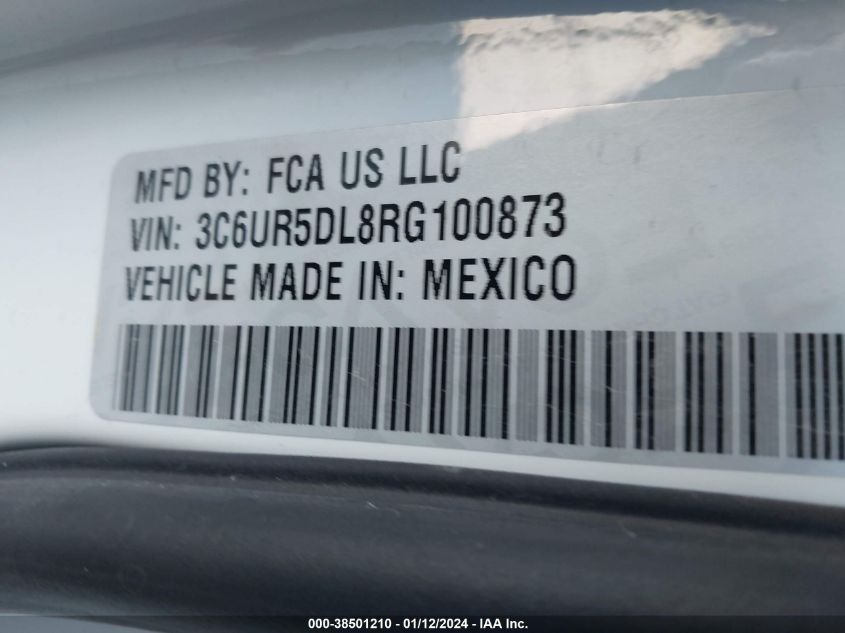 MFD BY: FCA US LLC
VIN: 3C6UR5DL8RG100873
VEHICLE MADE IN: MEXICO
000-38501210 - 01/12/2024 - IAA Inc.